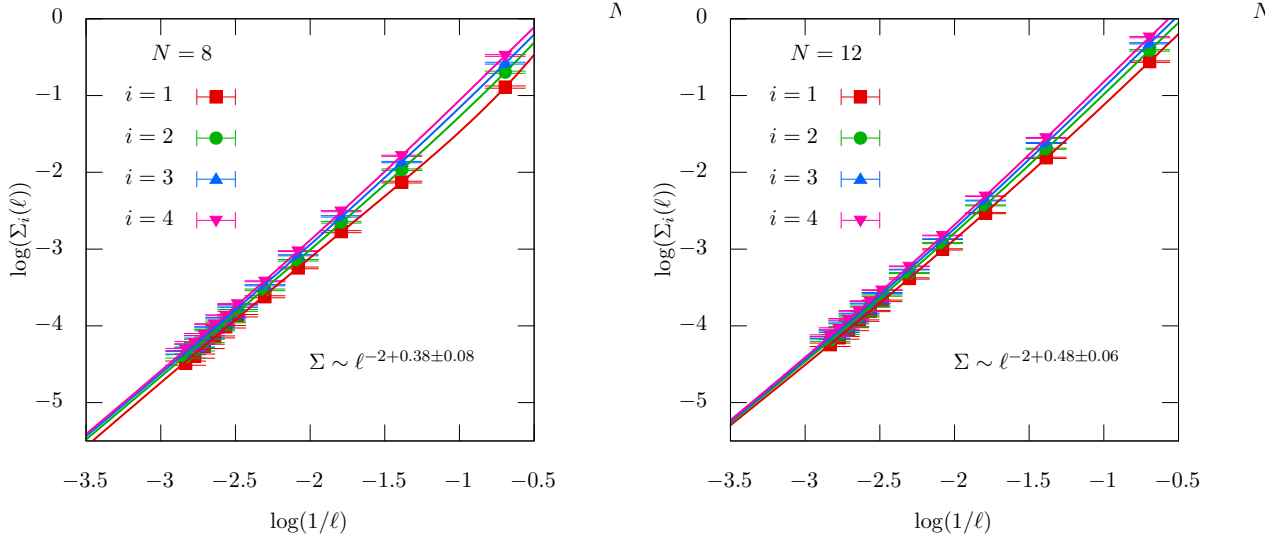 N
N
0
−1
−2
−3
−4
−5
log(Σᵢ(ℓ))
N = 8
i = 1
i = 2
i = 3
i = 4
Σ ∼ ℓ^{−2+0.38±0.08}
−3.5 −3 −2.5 −2 −1.5 −1 −0.5
log(1/ℓ)
0
−1
−2
−3
−4
−5
log(Σᵢ(ℓ))
N = 12
i = 1
i = 2
i = 3
i = 4
Σ ∼ ℓ^{−2+0.48±0.06}
−3.5 −3 −2.5 −2 −1.5 −1 −0.5
log(1/ℓ)